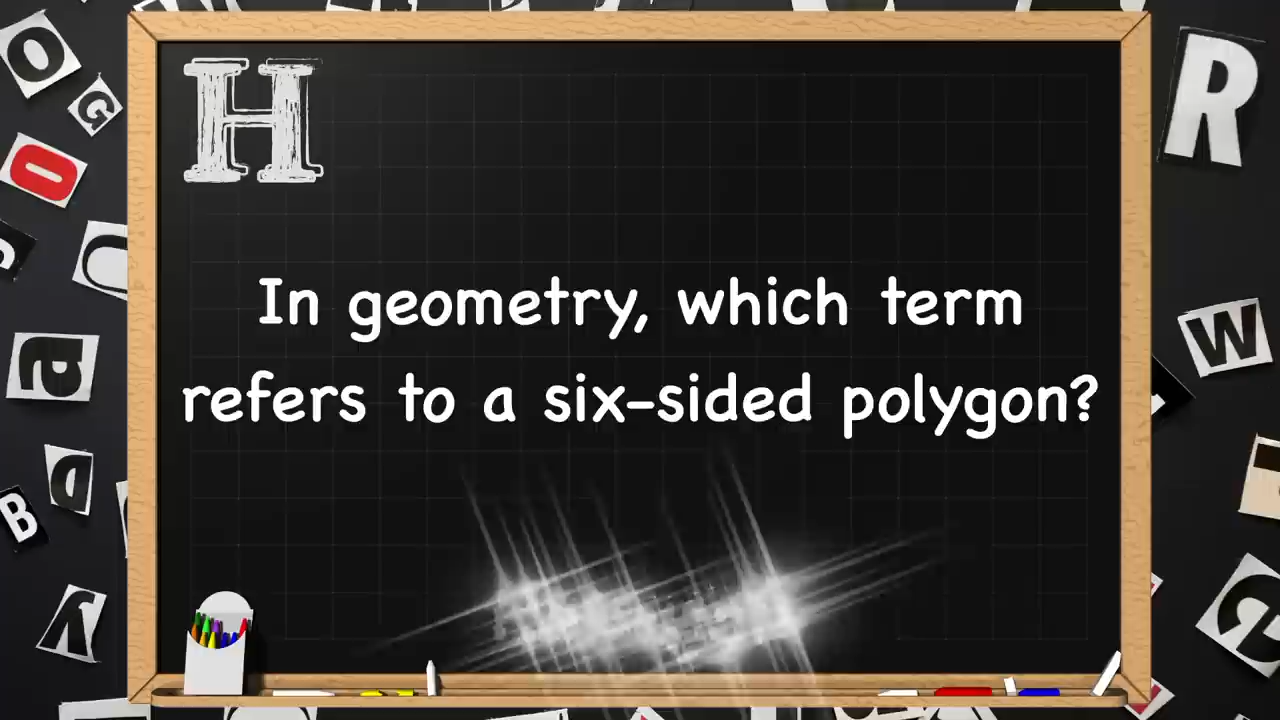 H
In geometry, which term
refers to a six-sided polygon?
O
G
O
a
D
B
R
W